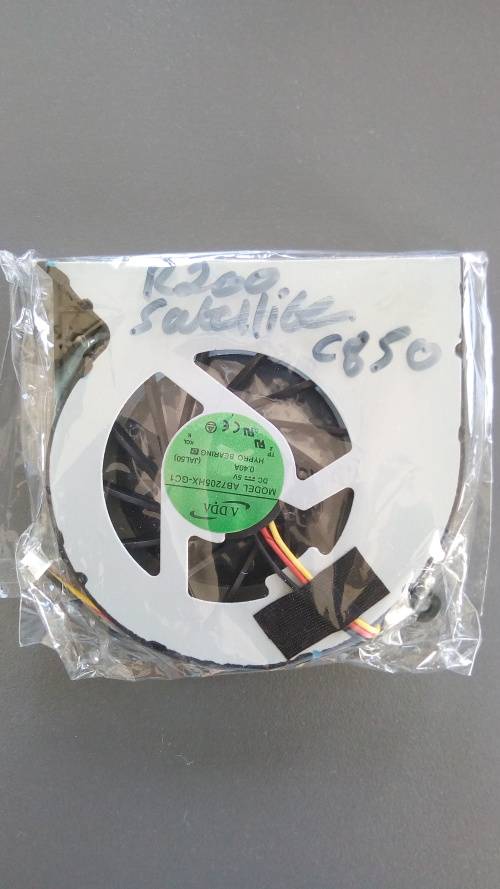 R200.
Satellite
C850
ADDA
MODEL AB7205HX-GC1
DC 5V (JAL50)
0.40A
HYPRO BEARING